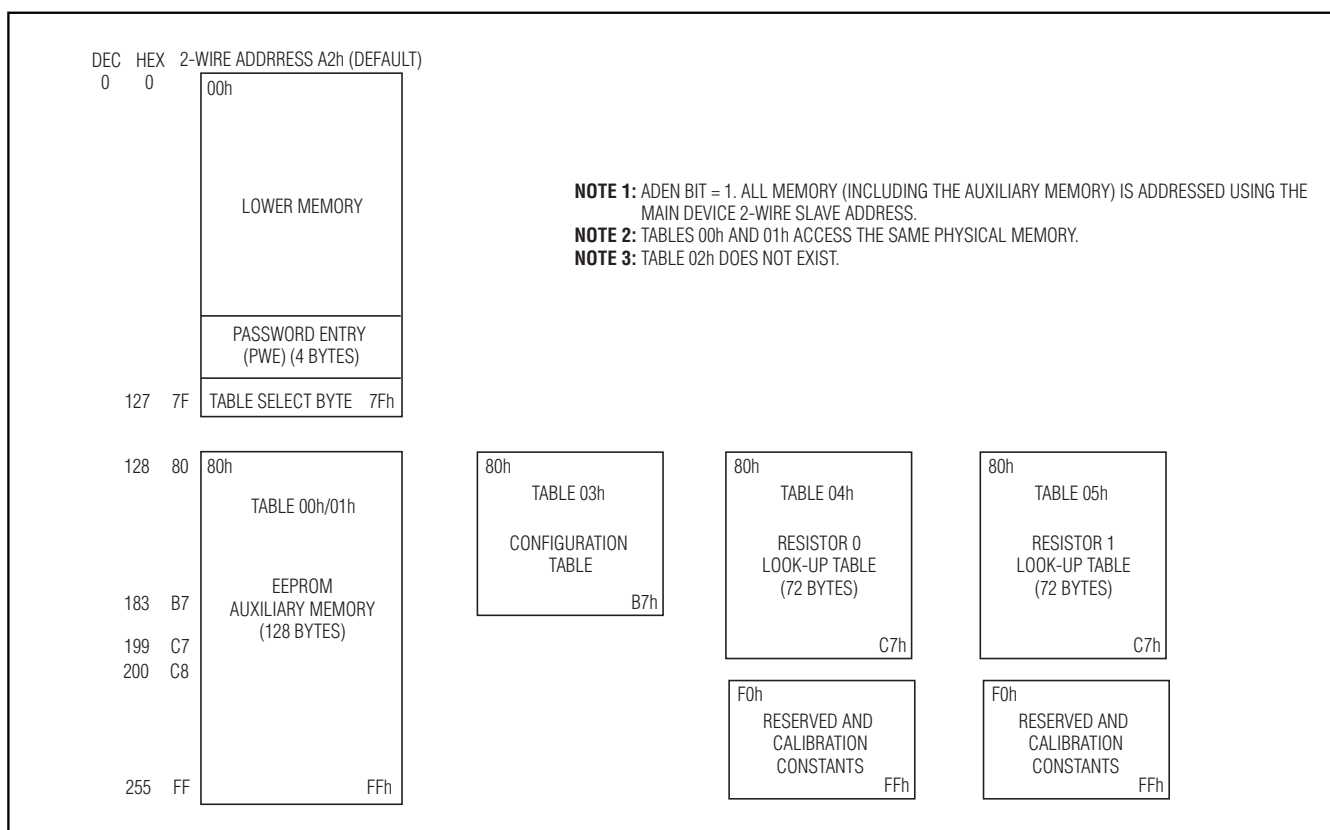 DEC HEX 2-WIRE ADDRRESS A2h (DEFAULT)
0 0
00h
LOWER MEMORY
PASSWORD ENTRY
(PWE) (4 BYTES)
127 7F TABLE SELECT BYTE 7Fh
NOTE 1: ADEN BIT = 1. ALL MEMORY (INCLUDING THE AUXILIARY MEMORY) IS ADDRESSED USING THE
MAIN DEVICE 2-WIRE SLAVE ADDRESS.
NOTE 2: TABLES 00h AND 01h ACCESS THE SAME PHYSICAL MEMORY.
NOTE 3: TABLE 02h DOES NOT EXIST.
128 80 80h
TABLE 00h/01h
EEPROM
AUXILIARY MEMORY
(128 BYTES)
183 B7
199 C7
200 C8
255 FF FFh
80h
TABLE 03h
CONFIGURATION
TABLE
B7h
80h
TABLE 04h
RESISTOR 0
LOOK-UP TABLE
(72 BYTES)
C7h
F0h
RESERVED AND
CALIBRATION
CONSTANTS
FFh
80h
TABLE 05h
RESISTOR 1
LOOK-UP TABLE
(72 BYTES)
C7h
F0h
RESERVED AND
CALIBRATION
CONSTANTS
FFh